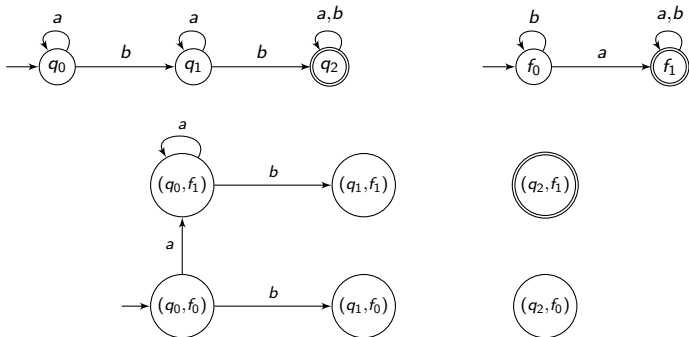 a a a,b b a,b
q0 b q1 b q2 f0 a f1
a
(q0,f1) b (q1,f1) (q2,f1)
a
(q0,f0) b (q1,f0) (q2,f0)